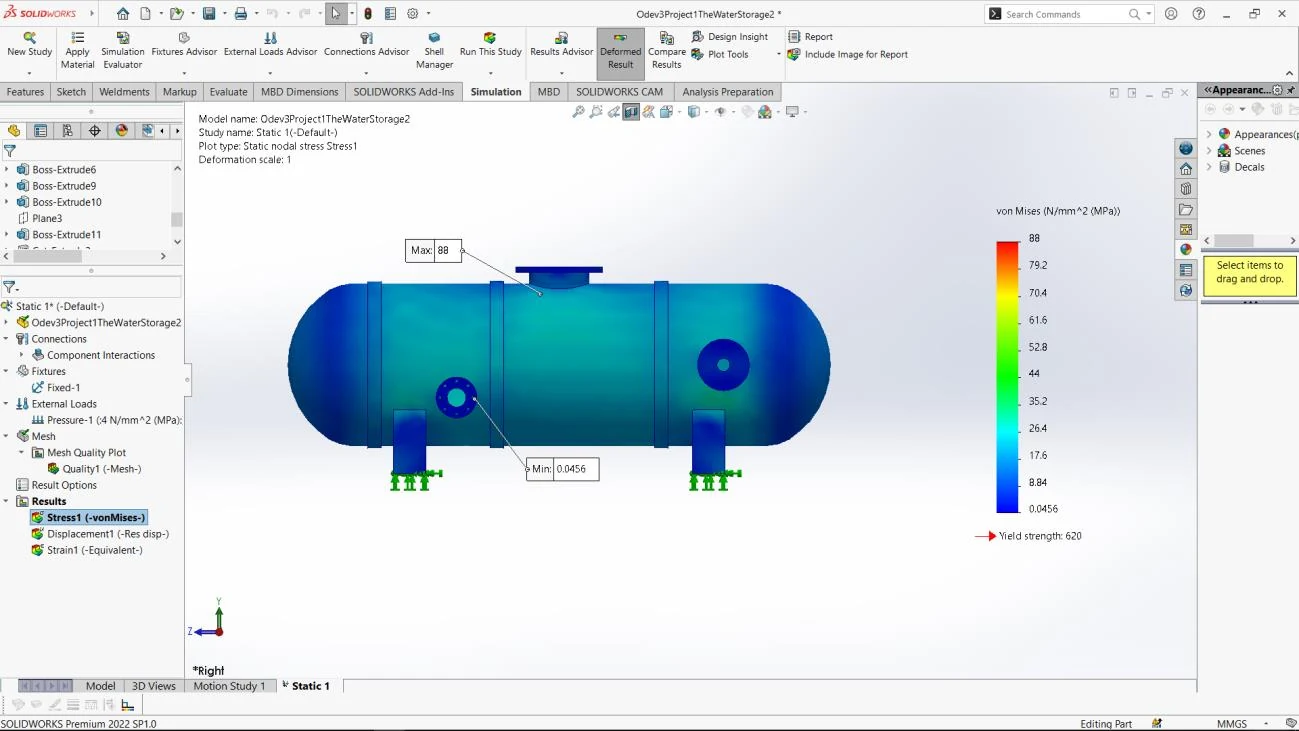 SOLIDWORKS
Odev3Project1TheWaterStorage2 *
Search Commands
New Study
Apply Material
Simulation Evaluator
Fixtures Advisor
External Loads Advisor
Connections Advisor
Shell Manager
Run This Study
Results Advisor
Deformed Result
Compare Results
Design Insight
Plot Tools
Report
Include Image for Report
Features
Sketch
Weldments
Markup
Evaluate
MBD Dimensions
SOLIDWORKS Add-Ins
Simulation
MBD
SOLIDWORKS CAM
Analysis Preparation
Boss-Extrude6
Boss-Extrude9
Boss-Extrude10
Plane3
Boss-Extrude11
Static 1* (-Default-)
Odev3Project1TheWaterStorage2
Connections
Component Interactions
Fixtures
Fixed-1
External Loads
Pressure-1 (:4 N/mm^2 (MPa):
Mesh
Mesh Quality Plot
Quality1 (-Mesh-)
Result Options
Results
Stress1 (-vonMises-)
Displacement1 (-Res disp-)
Strain1 (-Equivalent-)
Model name: Odev3Project1TheWaterStorage2
Study name: Static 1(-Default-)
Plot type: Static nodal stress Stress1
Deformation scale: 1
Max: 88
Min: 0.0456
von Mises (N/mm^2 (MPa))
88
79.2
70.4
61.6
52.8
44
35.2
26.4
17.6
8.84
0.0456
Yield strength: 620
Y
Z
*Right
«Appearanc...
Appearances(
Scenes
Decals
Select items to
drag and drop.
Model
3D Views
Motion Study 1
Static 1
SOLIDWORKS Premium 2022 SP1.0
Editing Part
MMGS